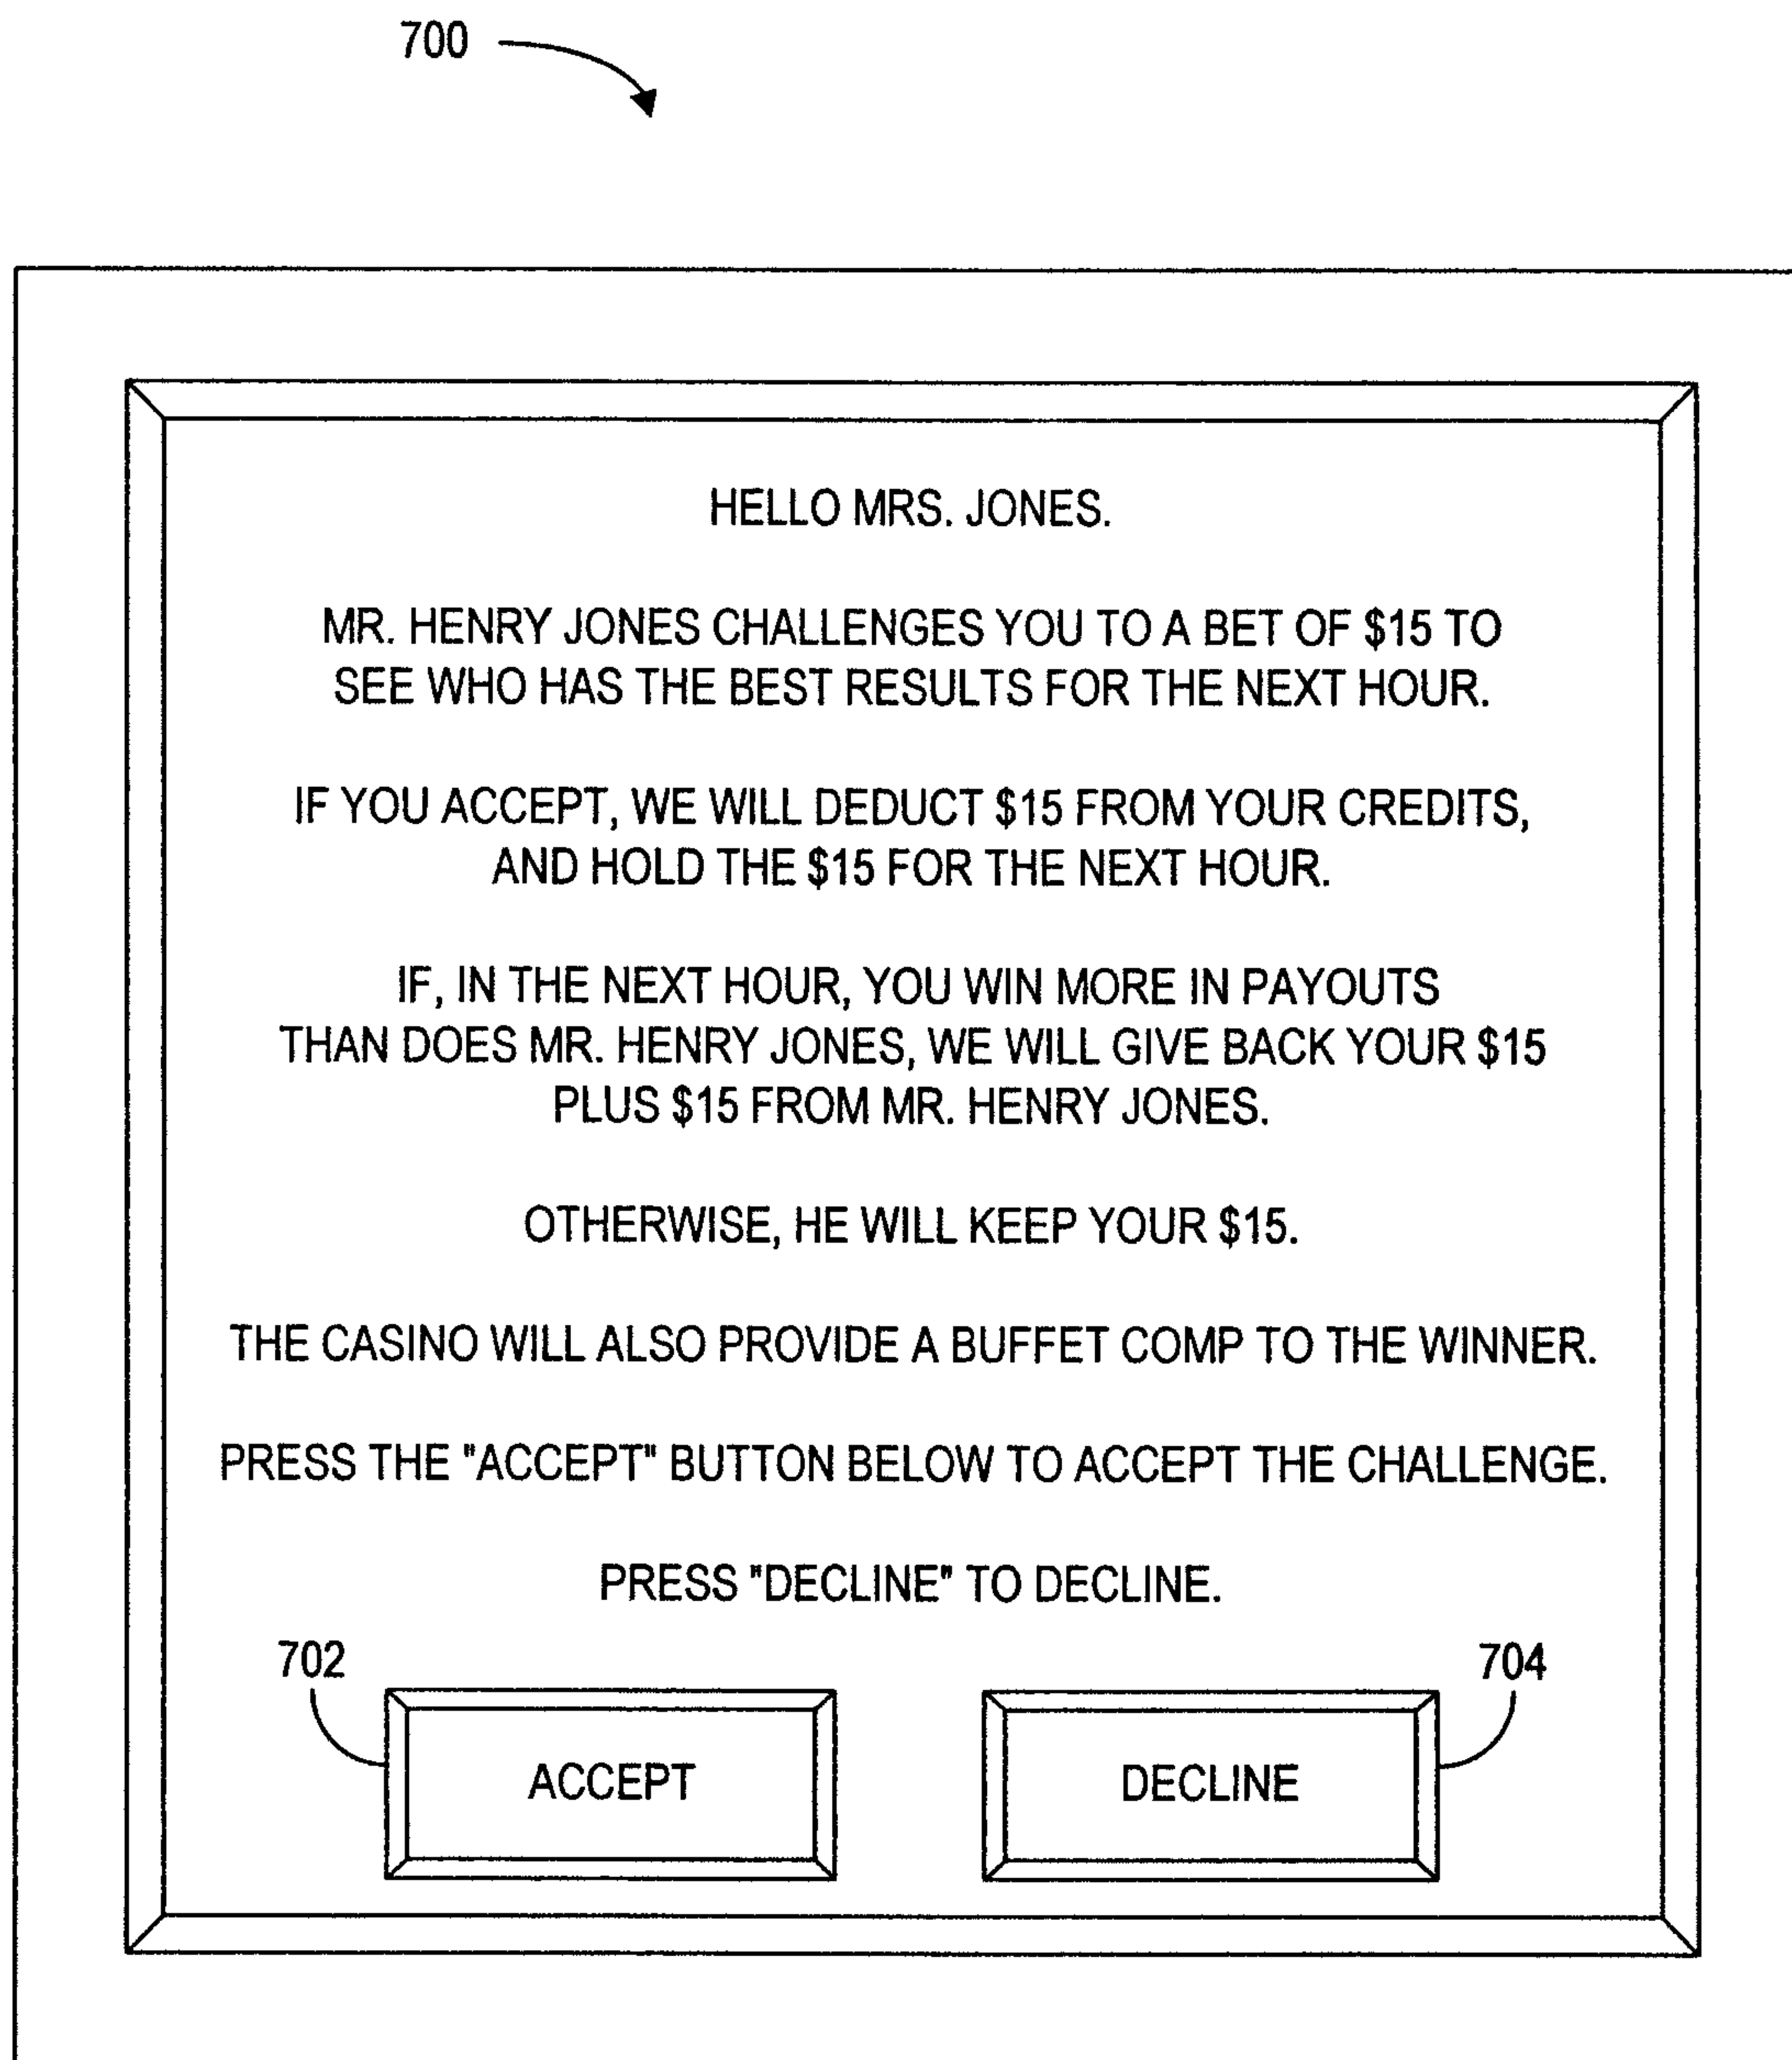 700
HELLO MRS. JONES.
MR. HENRY JONES CHALLENGES YOU TO A BET OF $15 TO
SEE WHO HAS THE BEST RESULTS FOR THE NEXT HOUR.
IF YOU ACCEPT, WE WILL DEDUCT $15 FROM YOUR CREDITS,
AND HOLD THE $15 FOR THE NEXT HOUR.
IF, IN THE NEXT HOUR, YOU WIN MORE IN PAYOUTS
THAN DOES MR. HENRY JONES, WE WILL GIVE BACK YOUR $15
PLUS $15 FROM MR. HENRY JONES.
OTHERWISE, HE WILL KEEP YOUR $15.
THE CASINO WILL ALSO PROVIDE A BUFFET COMP TO THE WINNER.
PRESS THE "ACCEPT" BUTTON BELOW TO ACCEPT THE CHALLENGE.
PRESS "DECLINE" TO DECLINE.
702 704
ACCEPT DECLINE